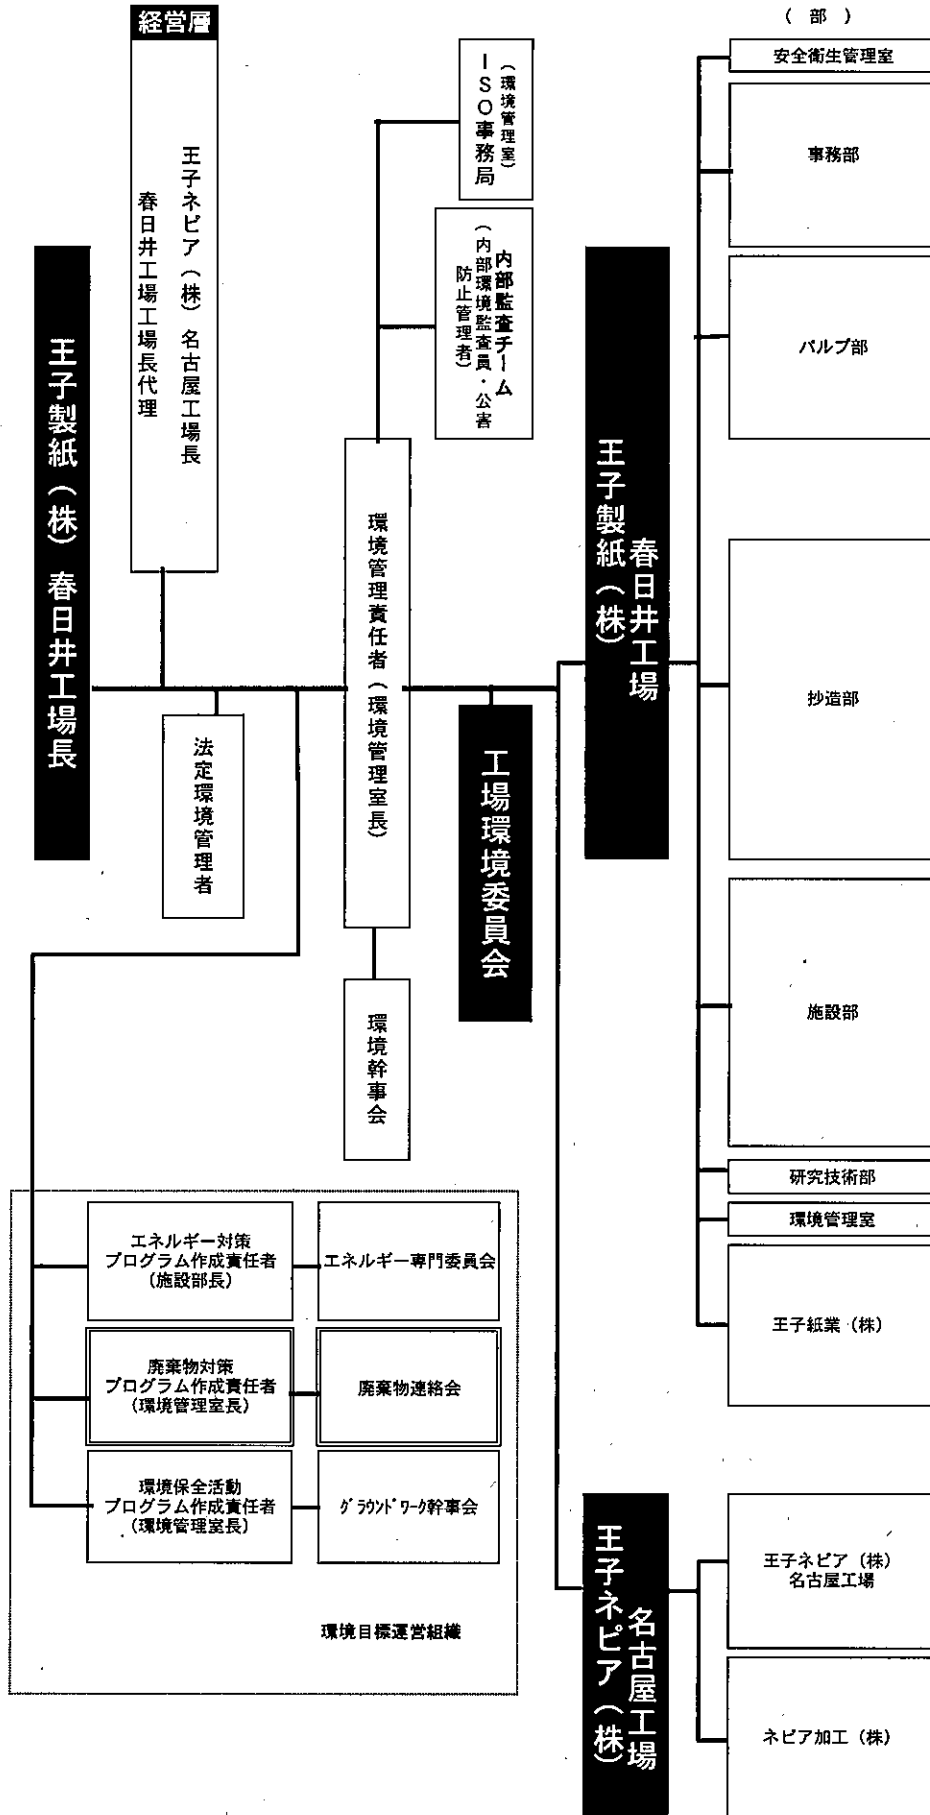 （ 部 ）
経営層
王子ネピア（株）名古屋工場長
春日井工場工場長代理
王子製紙（株）春日井工場長
（環境管理室）
ISO事務局
内部監査チーム
（内部環境監査員・公害
防止管理者）
環境管理責任者（環境管理室長）
法定環境管理者
工場環境委員会
環境幹事会
春日井工場
王子製紙（株）
安全衛生管理室
事務部
パルプ部
抄造部
施設部
研究技術部
環境管理室
王子紙業（株）
エネルギー対策
プログラム作成責任者
(施設部長)
エネルギー専門委員会
廃棄物対策
プログラム作成責任者
(環境管理室長)
廃棄物連絡会
環境保全活動
プログラム作成責任者
(環境管理室長)
グラウンドワーク幹事会
環境目標運営組織
名古屋工場
王子ネピア（株）
王子ネピア（株）
名古屋工場
ネピア加工（株）